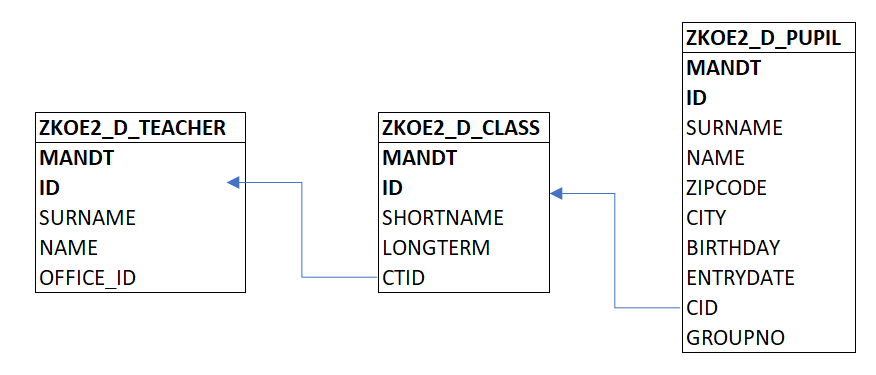 ZKOE2_D_TEACHER
MANDT
ID
SURNAME
NAME
OFFICE_ID
ZKOE2_D_CLASS
MANDT
ID
SHORTNAME
LONGTERM
CTID
ZKOE2_D_PUPIL
MANDT
ID
SURNAME
NAME
ZIPCODE
CITY
BIRTHDAY
ENTRYDATE
CID
GROUPNO